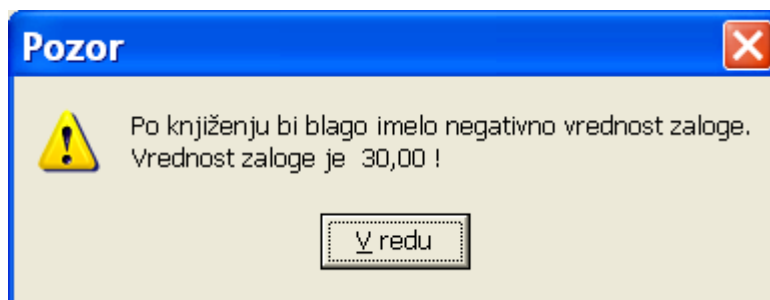 Pozor
Po knjiženju bi blago imelo negativno vrednost zaloge.
Vrednost zaloge je  30,00 !
V redu